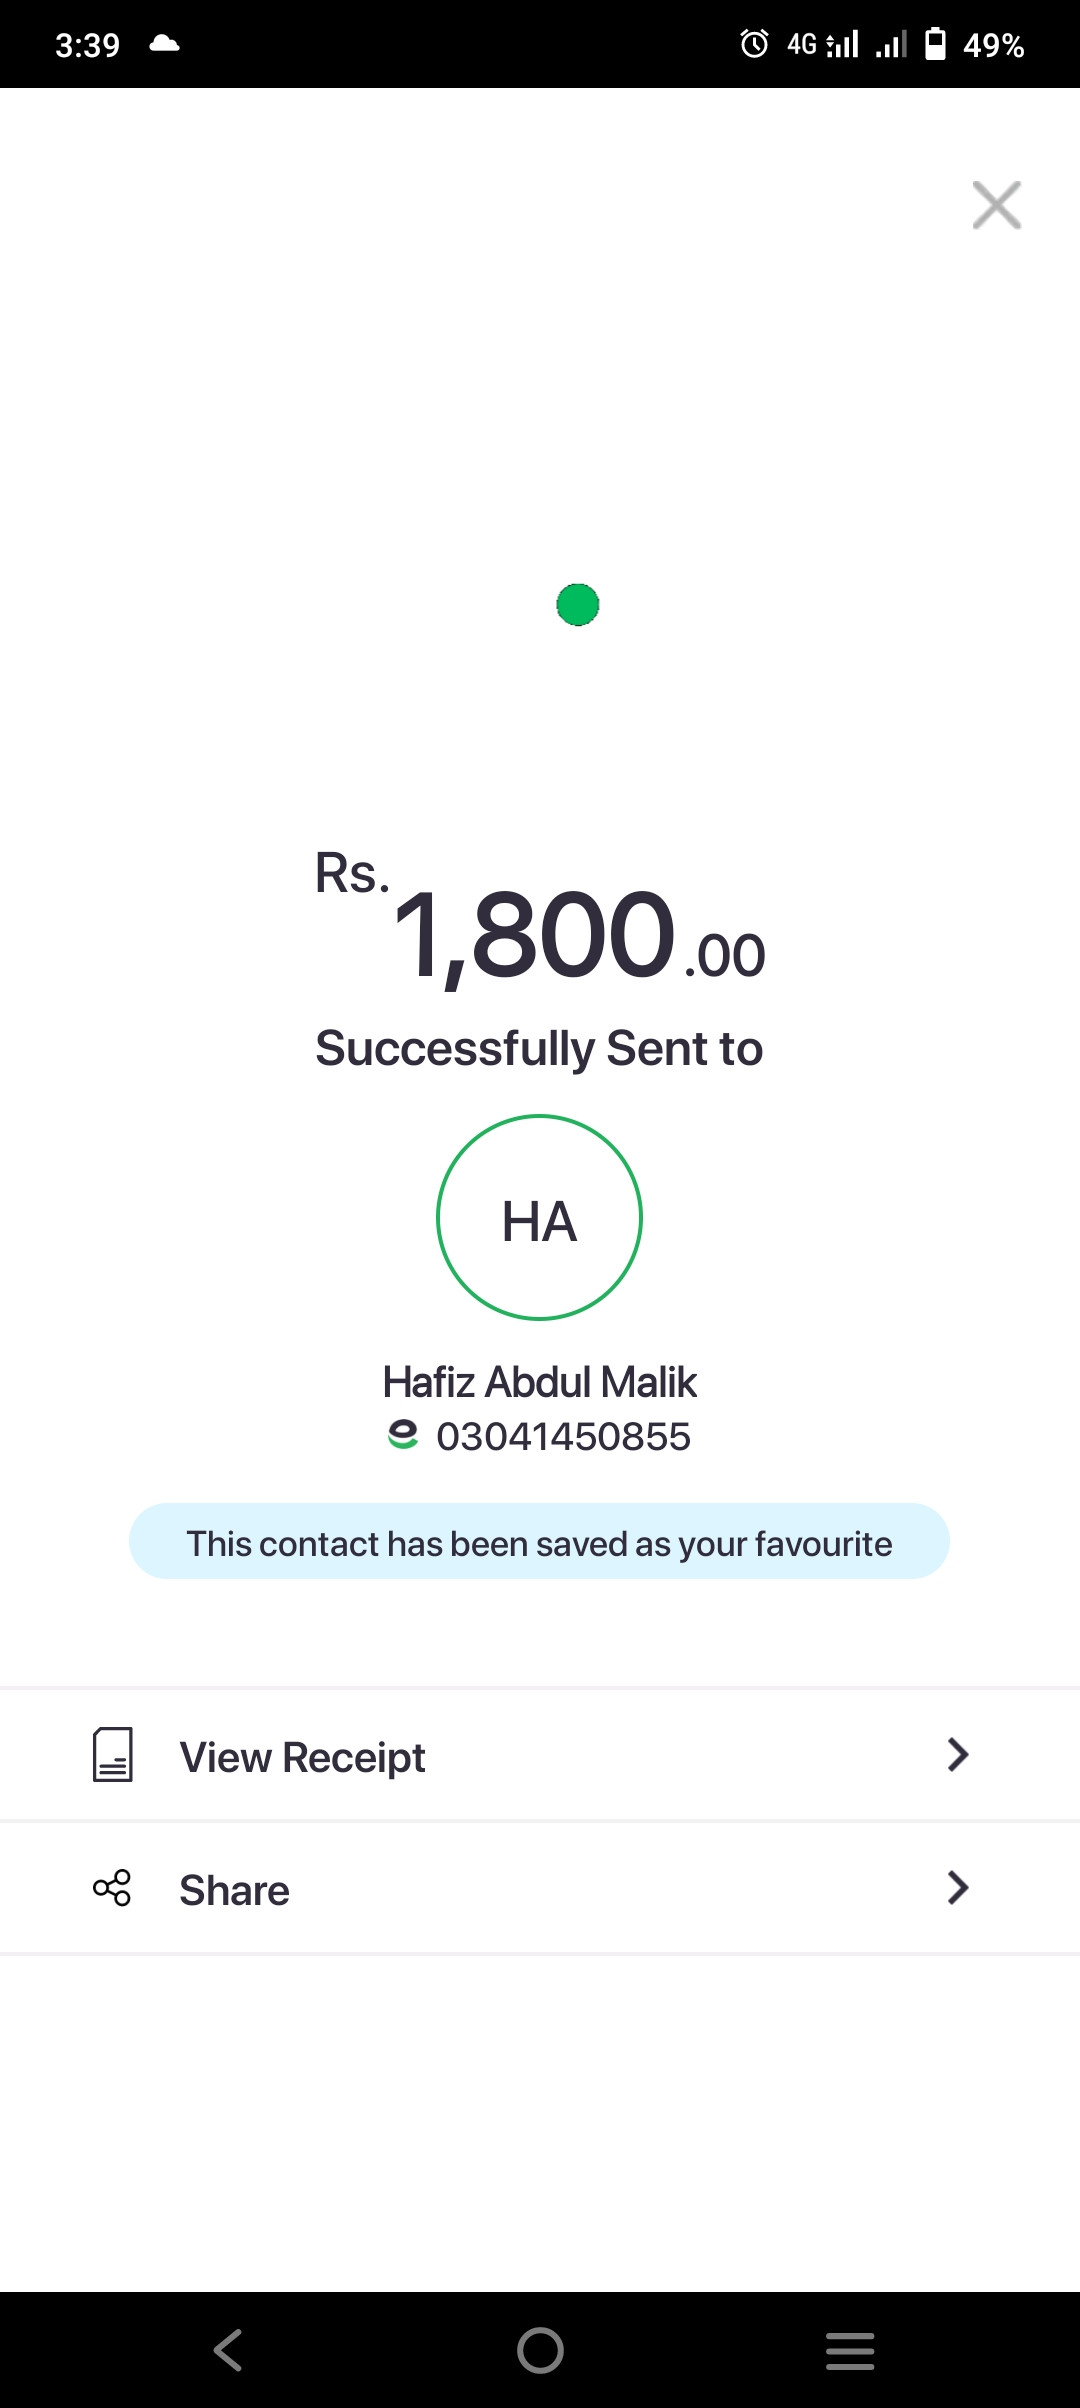 3:39
4G 49%
Rs. 1,800 .00
Successfully Sent to
HA
Hafiz Abdul Malik
03041450855
This contact has been saved as your favourite
View Receipt
Share